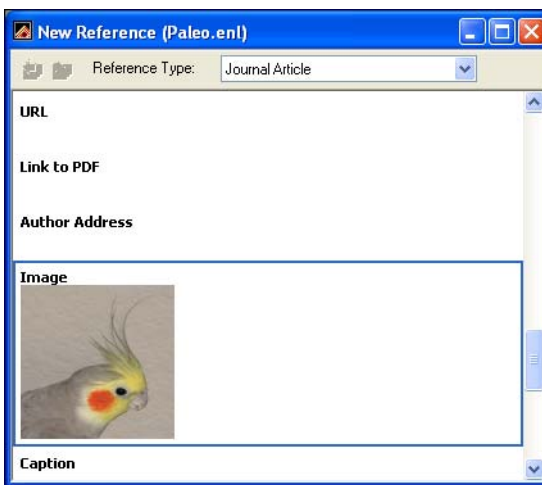 New Reference (Paleo.enl)
Reference Type: Journal Article
URL
Link to PDF
Author Address
Image
Caption